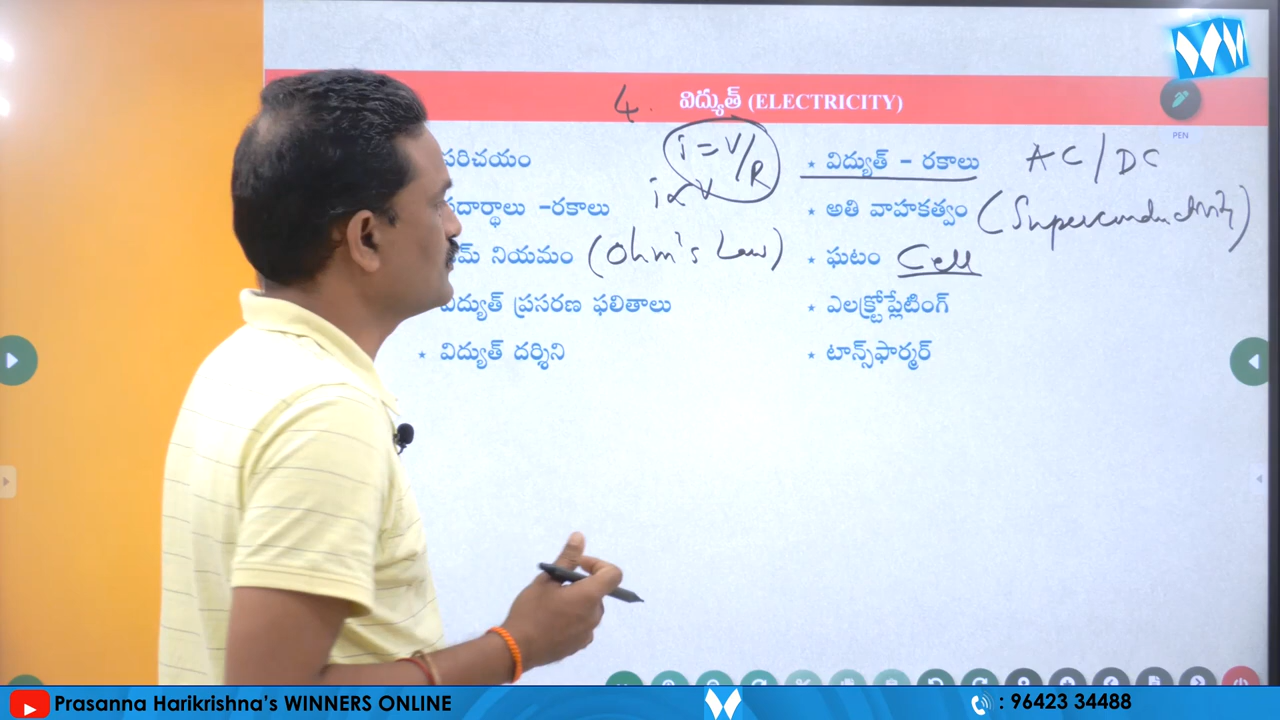 4. విద్యుత్ (ELECTRICITY)
PEN
పరిచయం
i = V/R
i ∝ V
* విద్యుత్ - రకాలు AC / DC
పదార్థాలు -రకాలు
* అతి వాహకత్వం (Superconductivity)
నియమం (Ohm's Law)
* ఘటం Cell
విద్యుత్ ప్రసరణ ఫలితాలు
* ఎలక్ట్రోప్లేటింగ్
* విద్యుత్ దర్శిని
* టాన్స్‌ఫార్మర్
Prasanna Harikrishna's WINNERS ONLINE
: 96423 34488